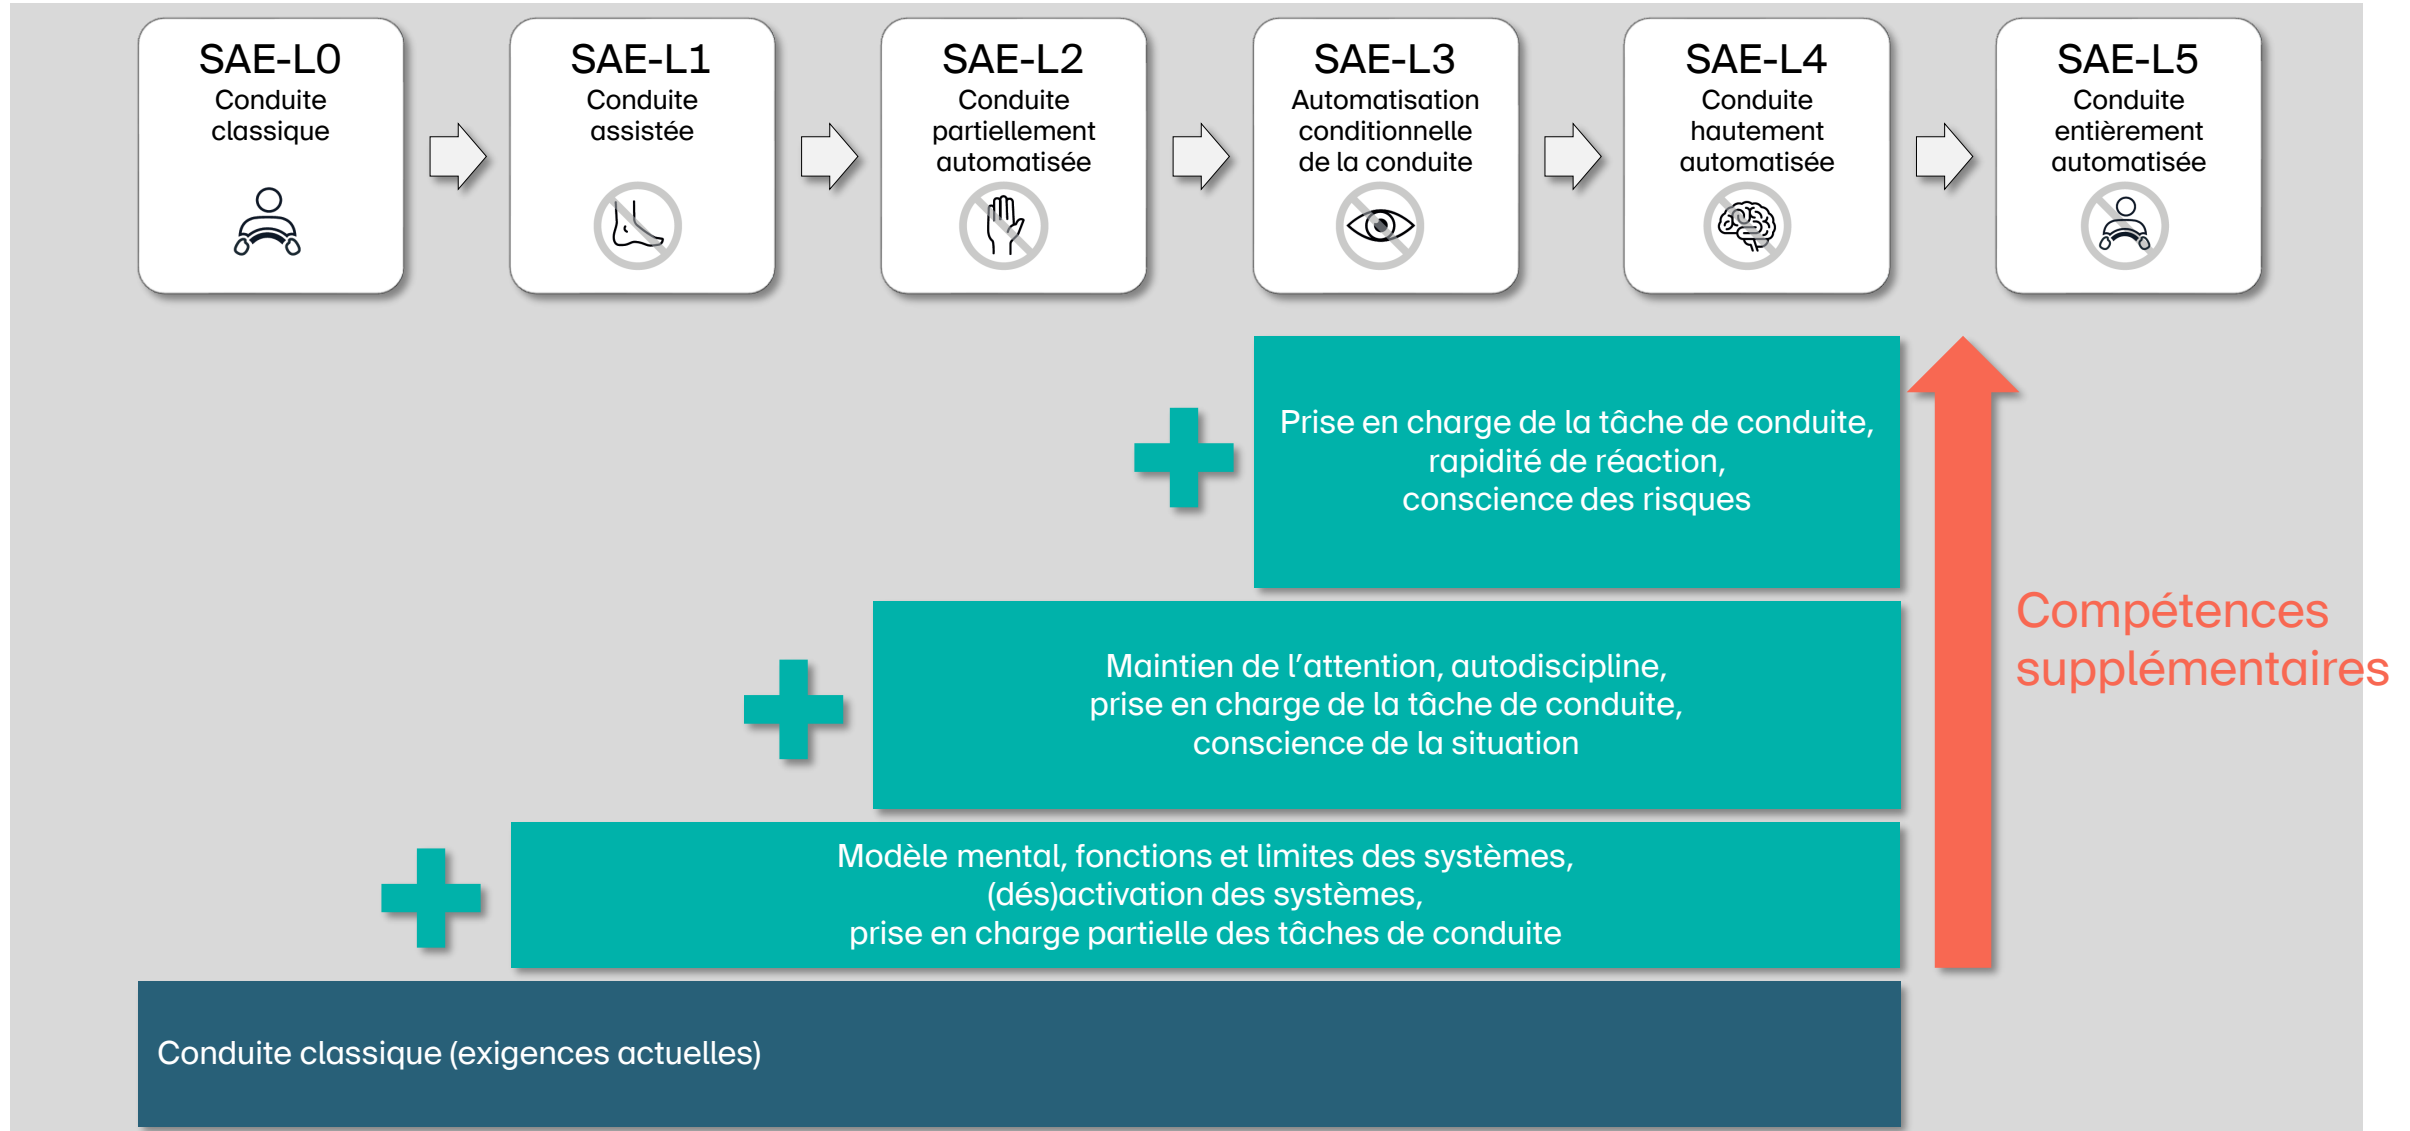 SAE-L0
Conduite
classique
SAE-L1
Conduite
assistée
SAE-L2
Conduite
partiellement
automatisée
SAE-L3
Automatisation
conditionnelle
de la conduite
SAE-L4
Conduite
hautement
automatisée
SAE-L5
Conduite
entièrement
automatisée
Prise en charge de la tâche de conduite,
rapidité de réaction,
conscience des risques
Compétences
supplémentaires
Maintien de l’attention, autodiscipline,
prise en charge de la tâche de conduite,
conscience de la situation
Modèle mental, fonctions et limites des systèmes,
(dés)activation des systèmes,
prise en charge partielle des tâches de conduite
Conduite classique (exigences actuelles)